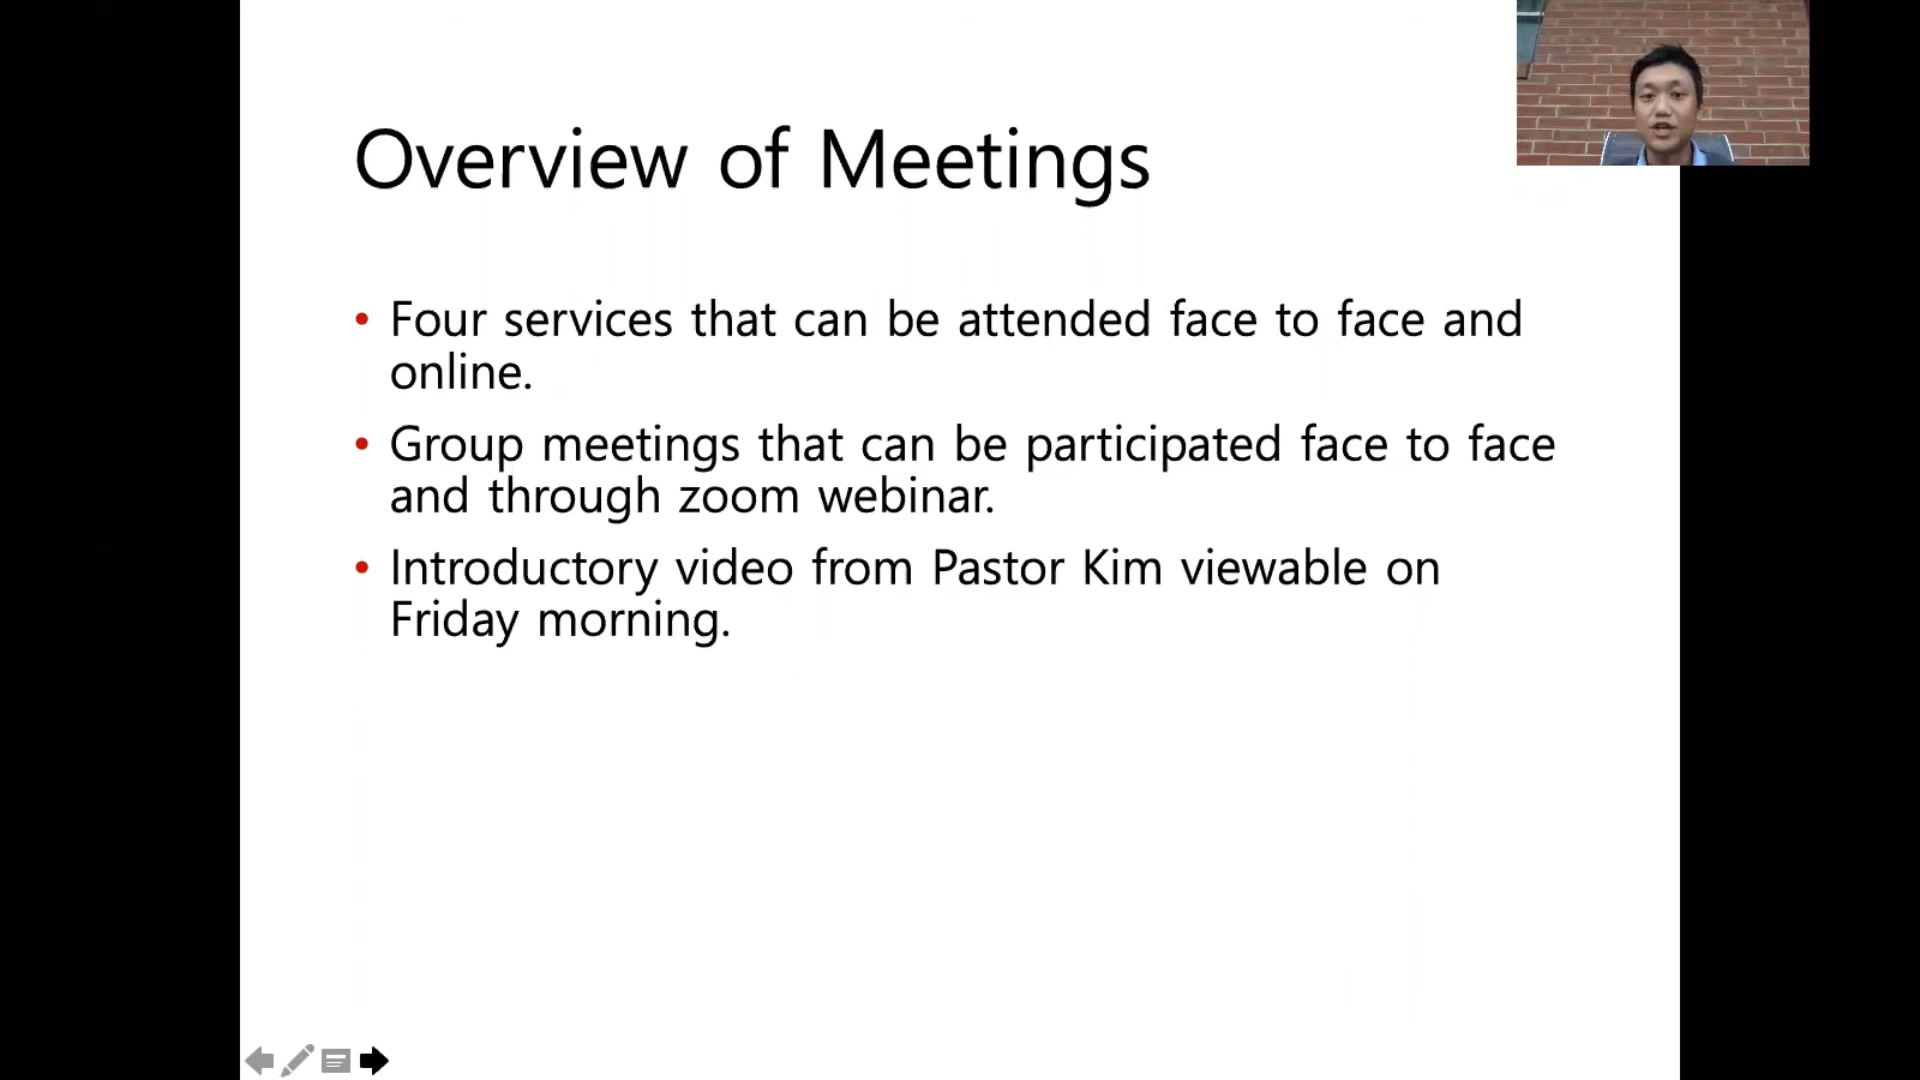 Overview of Meetings
• Four services that can be attended face to face and
online.
• Group meetings that can be participated face to face
and through zoom webinar.
• Introductory video from Pastor Kim viewable on
Friday morning.